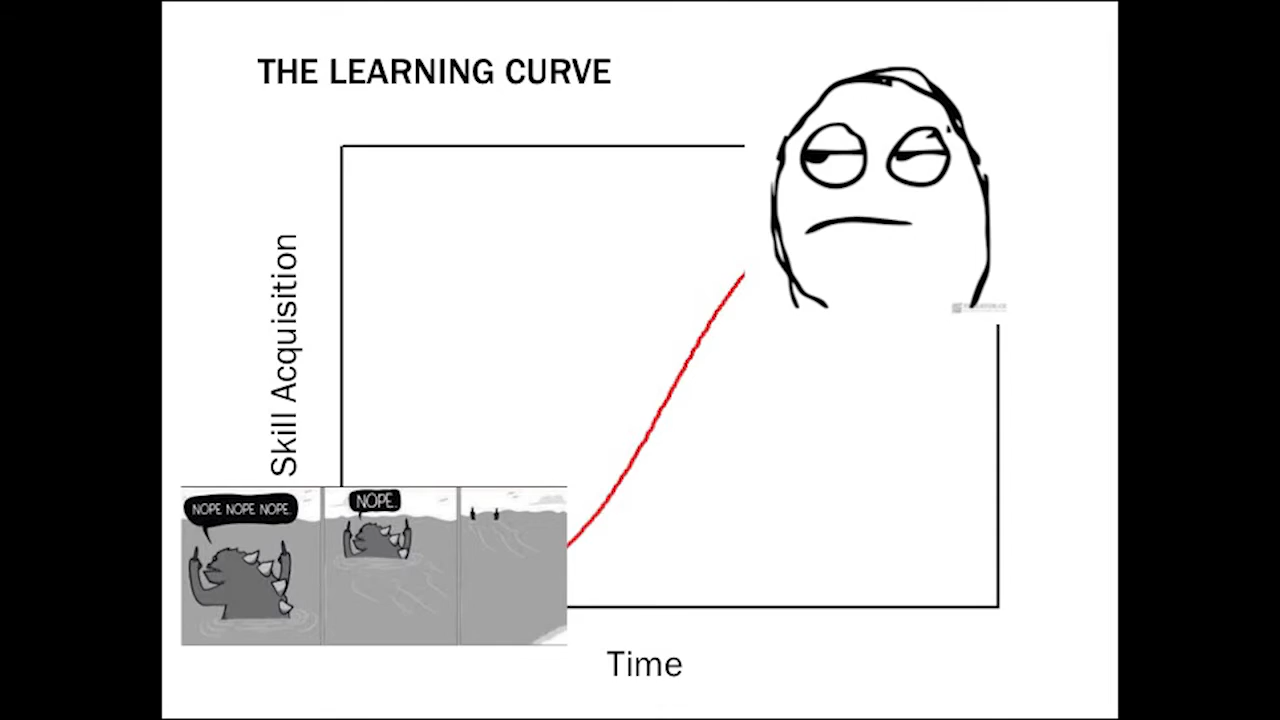 THE LEARNING CURVE
Skill Acquisition
NOPE NOPE NOPE.
NOPE.
Time